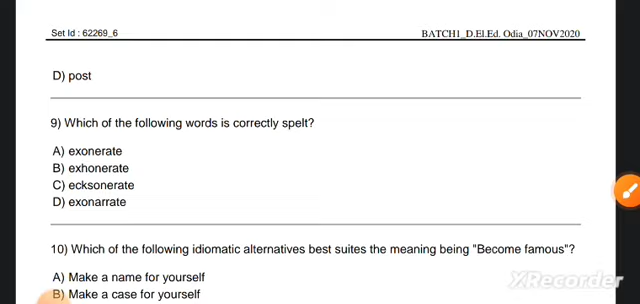 Set Id : 62269_6 BATCH1_D.El.Ed. Odia_07NOV2020
D) post
9) Which of the following words is correctly spelt?
A) exonerate
B) exhonerate
C) ecksonerate
D) exonarrate
10) Which of the following idiomatic alternatives best suites the meaning being "Become famous"?
A) Make a name for yourself
B) Make a case for yourself
XRecorder